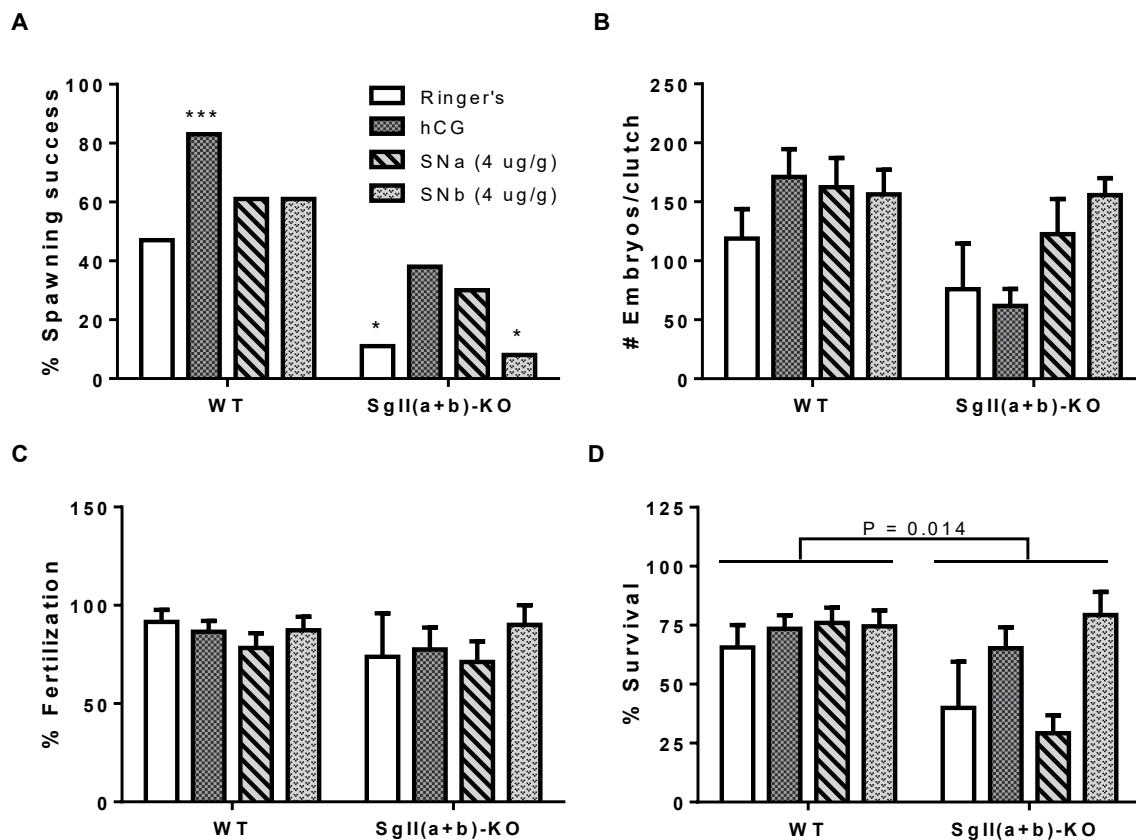 A
% Spawning success
100
80
60
40
20
0
***
*
*
Ringer's
hCG
SNa (4 ug/g)
SNb (4 ug/g)
WT
SgII(a+b)-KO
B
# Embryos/clutch
250
200
150
100
50
0
WT
SgII(a+b)-KO
C
% Fertilization
150
100
50
0
WT
SgII(a+b)-KO
D
% Survival
125
100
75
50
25
0
P = 0.014
WT
SgII(a+b)-KO